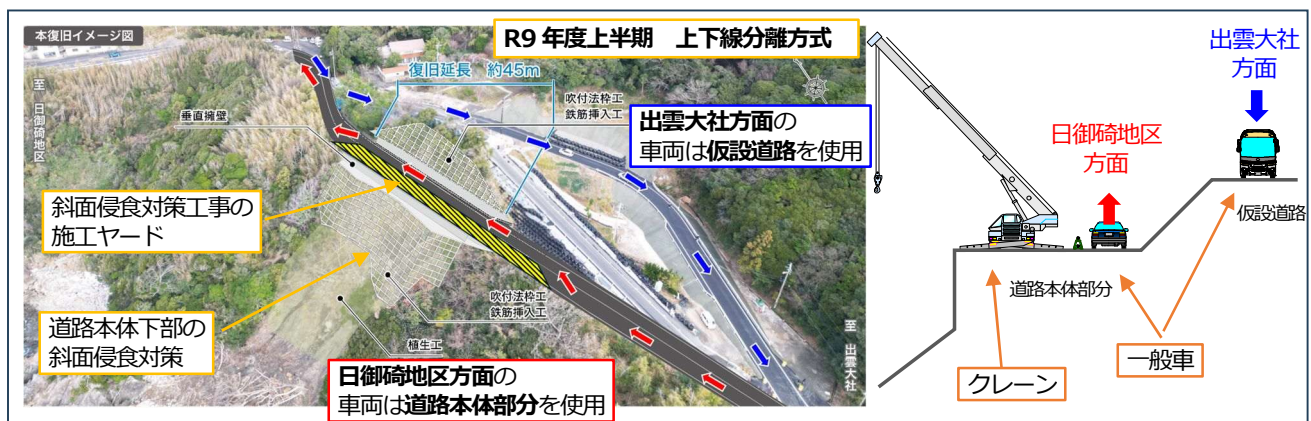 本復旧イメージ図
R9 年度上半期 上下線分離方式
復旧延長 約45m
至 日御碕地区
垂直擁壁
吹付法枠工
鉄筋挿入工
出雲大社方面の
車両は仮設道路を使用
斜面侵食対策工事の
施工ヤード
道路本体下部の
斜面侵食対策
吹付法枠工
鉄筋挿入工
植生工
日御碕地区方面の
車両は道路本体部分を使用
至 出雲大社
出雲大社
方面
日御碕地区
方面
仮設道路
道路本体部分
クレーン
一般車